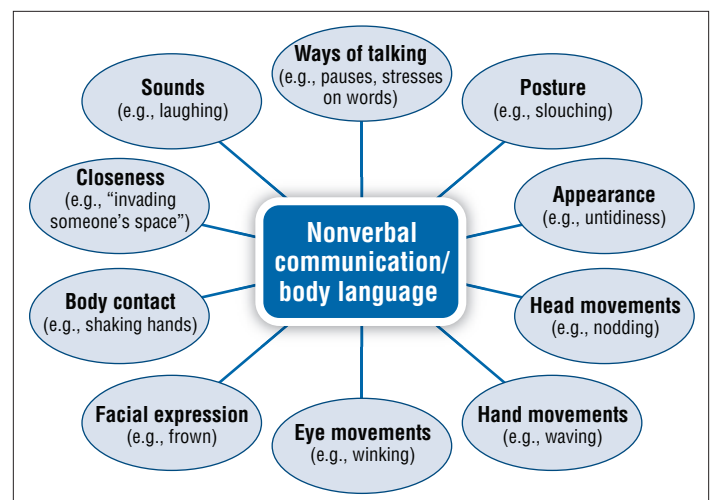 Ways of talking
(e.g., pauses, stresses
on words)
Sounds
(e.g., laughing)
Posture
(e.g., slouching)
Closeness
(e.g., “invading
someone’s space”)
Appearance
(e.g., untidiness)
Nonverbal
communication/
body language
Body contact
(e.g., shaking hands)
Head movements
(e.g., nodding)
Facial expression
(e.g., frown)
Eye movements
(e.g., winking)
Hand movements
(e.g., waving)